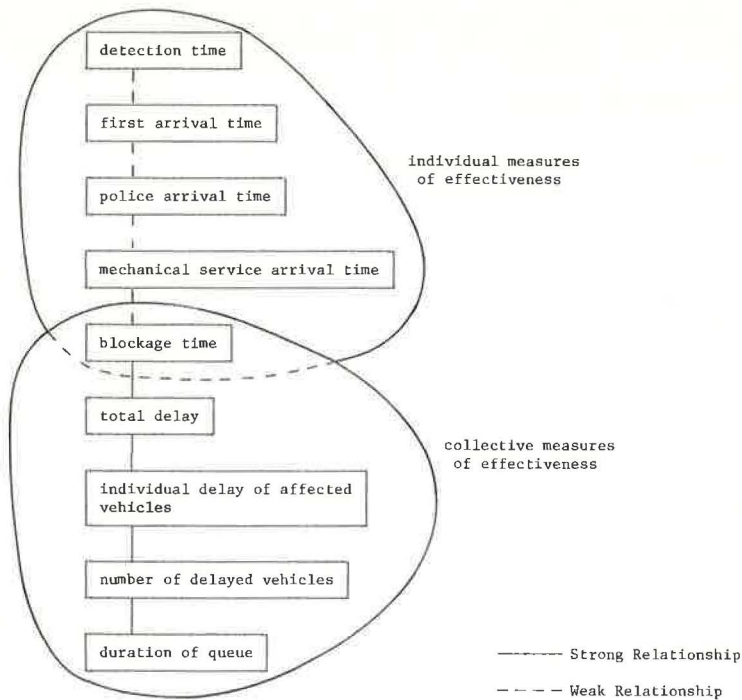 detection time
first arrival time
individual measures
of effectiveness
police arrival time
mechanical service arrival time
blockage time
total delay
collective measures
of effectiveness
individual delay of affected
vehicles
number of delayed vehicles
duration of queue
Strong Relationship
Weak Relationship